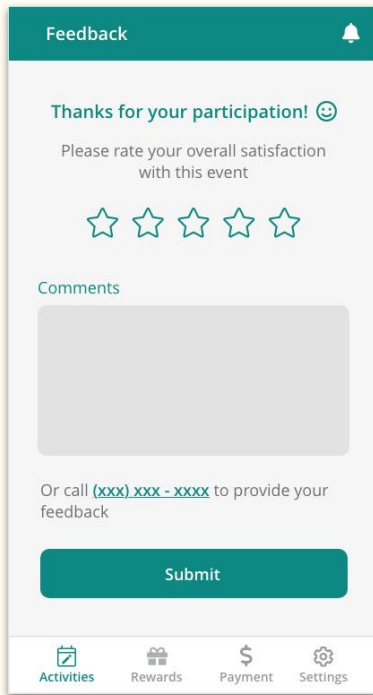 Feedback
Thanks for your participation!
Please rate your overall satisfaction
with this event
Comments
Or call (xxx) xxx - xxxx to provide your
feedback
Submit
Activities
Rewards
Payment
Settings